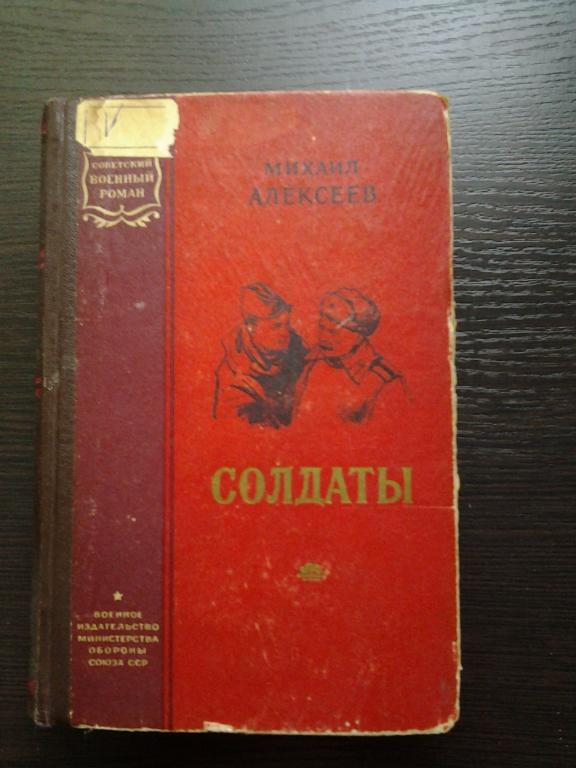 СОВЕТСКИЙ
ВОЕННЫЙ
РОМАН
МИХАИЛ
АЛЕКСЕЕВ
СОЛДАТЫ
ВОЕННОЕ
ИЗДАТЕЛЬСТВО
МИНИСТЕРСТВА
ОБОРОНЫ
СОЮЗА ССР